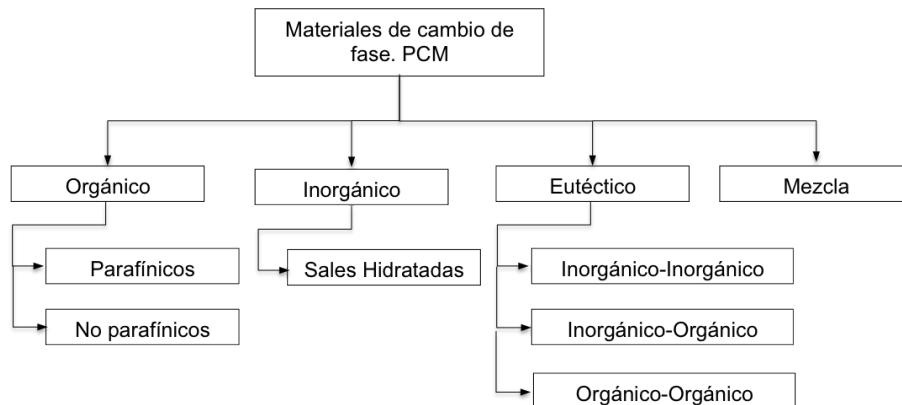 Materiales de cambio de
fase. PCM
Orgánico
Inorgánico
Eutéctico
Mezcla
Parafínicos
No parafínicos
Sales Hidratadas
Inorgánico-Inorgánico
Inorgánico-Orgánico
Orgánico-Orgánico